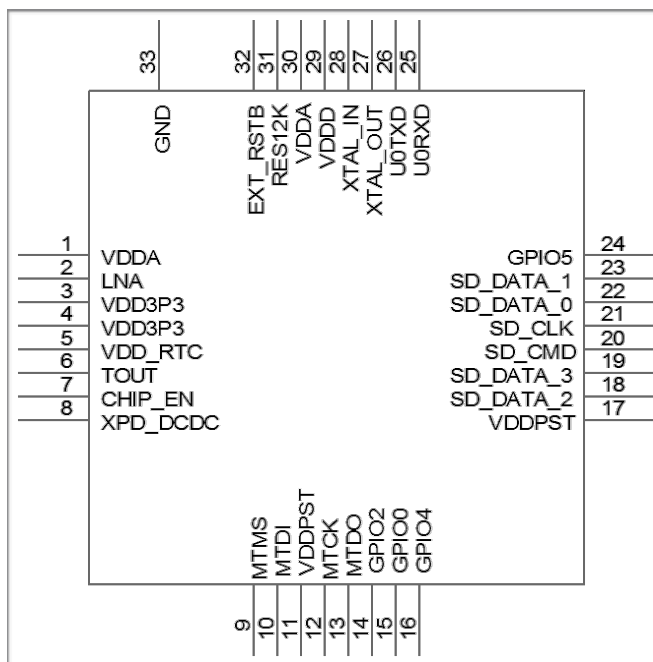 33 32 31 30 29 28 27 26 25
GND EXT_RSTB RES12K VDDA VDDD XTAL_IN XTAL_OUT U0TXD U0RXD
1 VDDA
2 LNA
3 VDD3P3
4 VDD3P3
5 VDD_RTC
6 TOUT
7 CHIP_EN
8 XPD_DCDC
GPIO5 24
SD_DATA_1 23
SD_DATA_0 22
SD_CLK 21
SD_CMD 20
SD_DATA_3 19
SD_DATA_2 18
VDDPST 17
MTMS MTDI VDDPST MTCK MTDO GPIO2 GPIO0 GPIO4
9 10 11 12 13 14 15 16